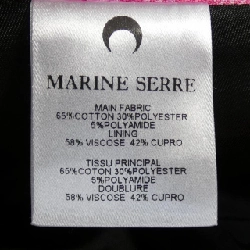 MARINE SERRE
MAIN FABRIC
65%COTTON 30%POLYESTER
5%POLYAMIDE
LINING
58% VISCOSE 42% CUPRO
TISSU PRINCIPAL
65%COTON 30%POLYESTER
5%POLYAMIDE
DOUBLURE
58% VISCOSE 42% CUPRO